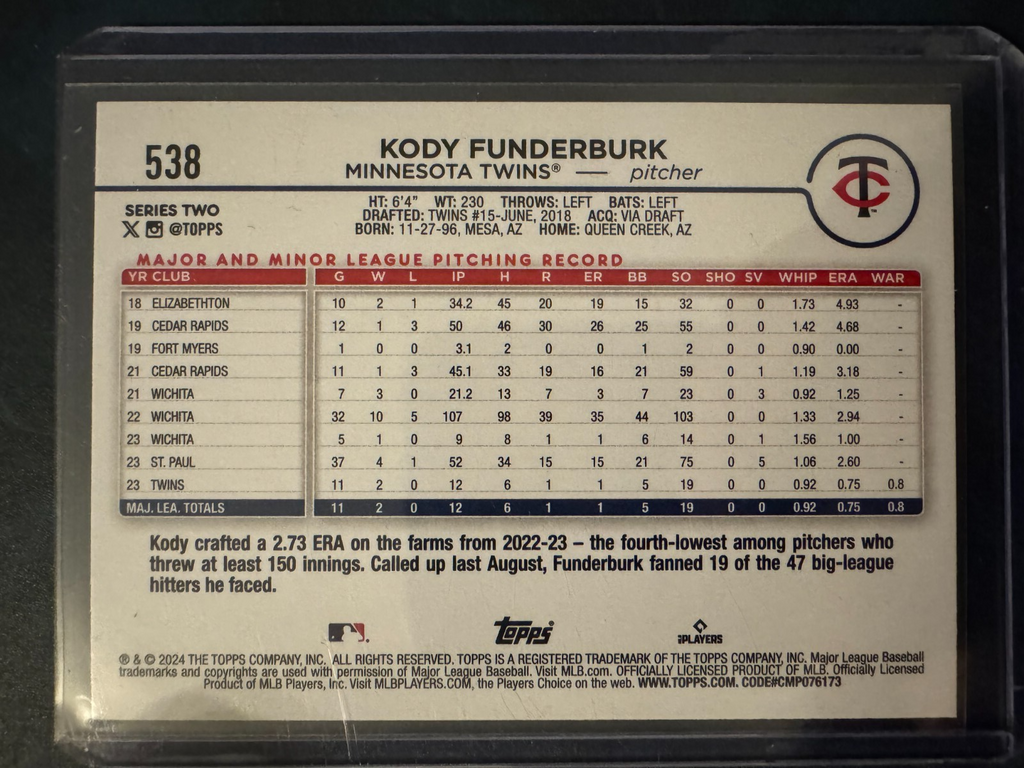 538
KODY FUNDERBURK
MINNESOTA TWINS® — pitcher
TC
SERIES TWO
X @TOPPS
HT: 6'4" WT: 230 THROWS: LEFT BATS: LEFT
DRAFTED: TWINS #15-JUNE, 2018 ACQ: VIA DRAFT
BORN: 11-27-96, MESA, AZ HOME: QUEEN CREEK, AZ
MAJOR AND MINOR LEAGUE PITCHING RECORD
YR CLUB G W L IP H R ER BB SO SHO SV WHIP ERA WAR
18 ELIZABETHTON 10 2 1 34.2 45 20 19 15 32 0 0 1.73 4.93 -
19 CEDAR RAPIDS 12 1 3 50 46 30 26 25 55 0 0 1.42 4.68 -
19 FORT MYERS 1 0 0 3.1 2 0 0 1 2 0 0 0.90 0.00 -
21 CEDAR RAPIDS 11 1 3 45.1 33 19 16 21 59 0 1 1.19 3.18 -
21 WICHITA 7 3 0 21.2 13 7 3 7 23 0 3 0.92 1.25 -
22 WICHITA 32 10 5 107 98 39 35 44 103 0 0 1.33 2.94 -
23 WICHITA 5 1 0 9 8 1 1 6 14 0 1 1.56 1.00 -
23 ST. PAUL 37 4 1 52 34 15 15 21 75 0 5 1.06 2.60 -
23 TWINS 11 2 0 12 6 1 1 5 19 0 0 0.92 0.75 0.8
MAJ. LEA. TOTALS 11 2 0 12 6 1 1 5 19 0 0 0.92 0.75 0.8
Kody crafted a 2.73 ERA on the farms from 2022-23 – the fourth-lowest among pitchers who
threw at least 150 innings. Called up last August, Funderburk fanned 19 of the 47 big-league
hitters he faced.
topps
PLAYERS
® & © 2024 THE TOPPS COMPANY, INC. ALL RIGHTS RESERVED. TOPPS IS A REGISTERED TRADEMARK OF THE TOPPS COMPANY, INC. Major League Baseball
trademarks and copyrights are used with permission of Major League Baseball. Visit MLB.com. OFFICIALLY LICENSED PRODUCT OF MLB. Officially Licensed
Product of MLB Players, Inc. Visit MLBPLAYERS.COM, the Players Choice on the web. WWW.TOPPS.COM. CODE#CMP076173